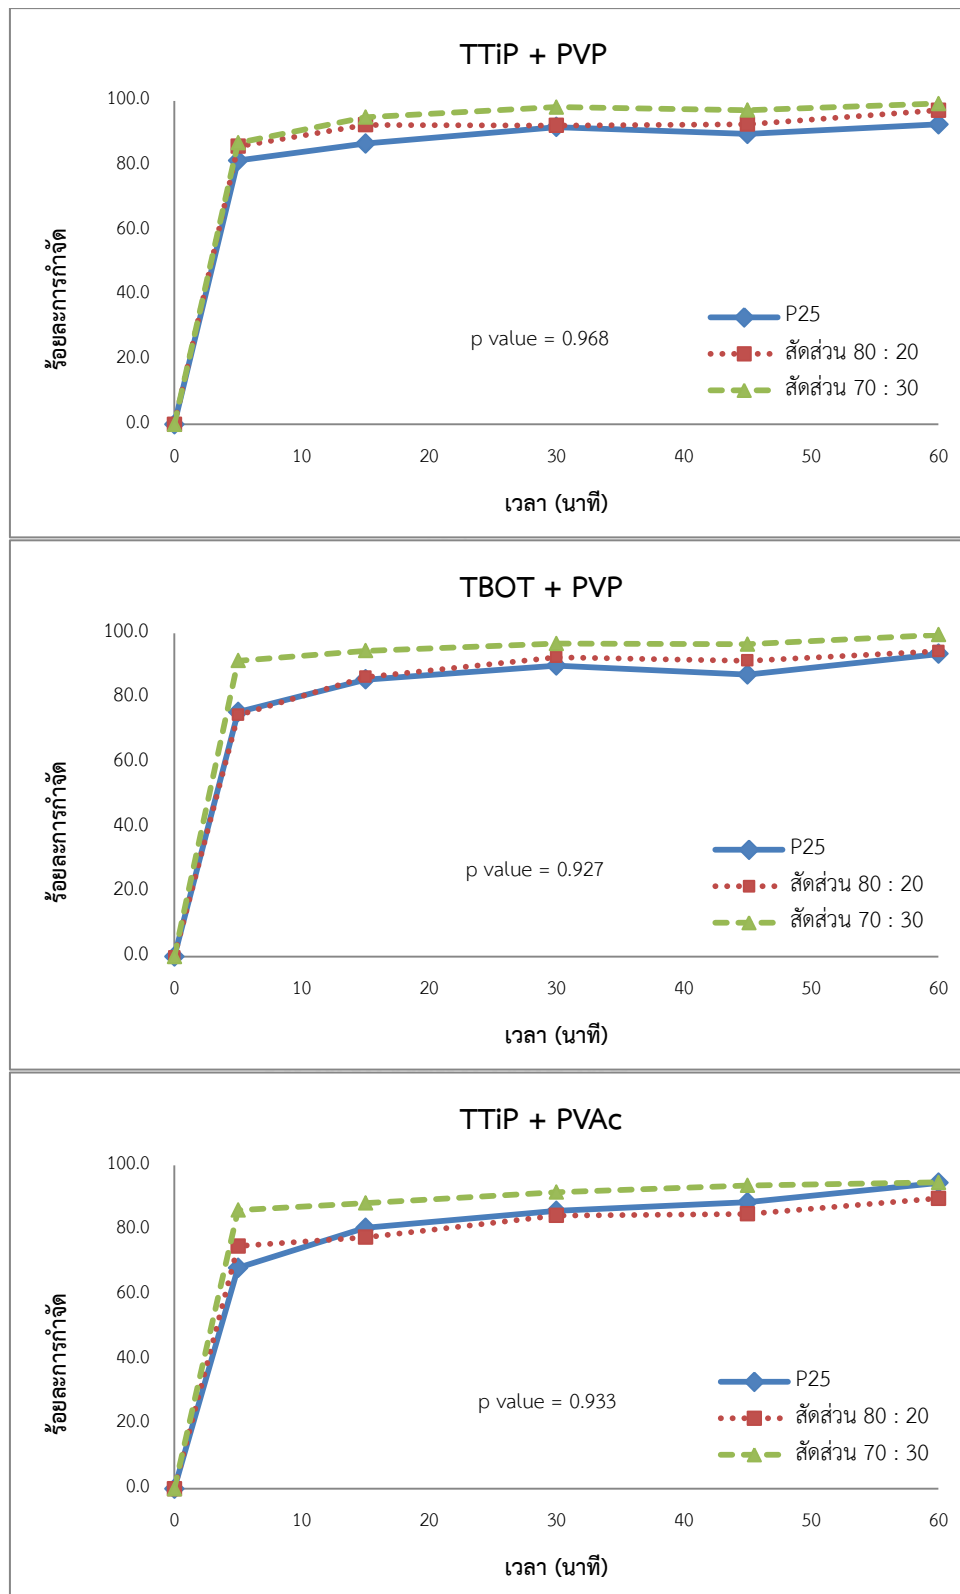 TTiP + PVP
100.0
80.0
60.0
40.0
20.0
0.0
ร้อยละการกำจัด
p value = 0.968
P25
สัดส่วน 80 : 20
สัดส่วน 70 : 30
0 10 20 30 40 50 60
เวลา (นาที)
TBOT + PVP
100.0
80.0
60.0
40.0
20.0
0.0
ร้อยละการกำจัด
p value = 0.927
P25
สัดส่วน 80 : 20
สัดส่วน 70 : 30
0 10 20 30 40 50 60
เวลา (นาที)
TTiP + PVAc
100.0
80.0
60.0
40.0
20.0
0.0
ร้อยละการกำจัด
p value = 0.933
P25
สัดส่วน 80 : 20
สัดส่วน 70 : 30
0 10 20 30 40 50 60
เวลา (นาที)